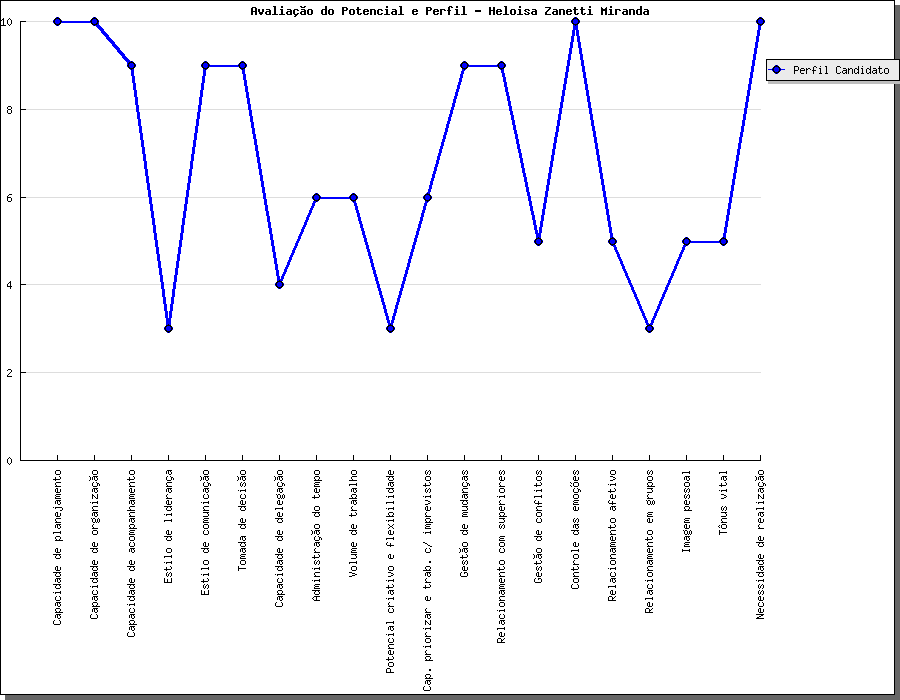 Avaliação do Potencial e Perfil - Heloisa Zanetti Miranda
10
8
6
4
2
0
Perfil Candidato
Capacidade de planejamento
Capacidade de organização
Capacidade de acompanhamento
Estilo de liderança
Estilo de comunicação
Tomada de decisão
Capacidade de delegação
Administração do tempo
Volume de trabalho
Potencial criativo e flexibilidade
Cap. priorizar e trab. c/ imprevistos
Gestão de mudanças
Relacionamento com superiores
Gestão de conflitos
Controle das emoções
Relacionamento afetivo
Relacionamento em grupos
Imagem pessoal
Tônus vital
Necessidade de realização